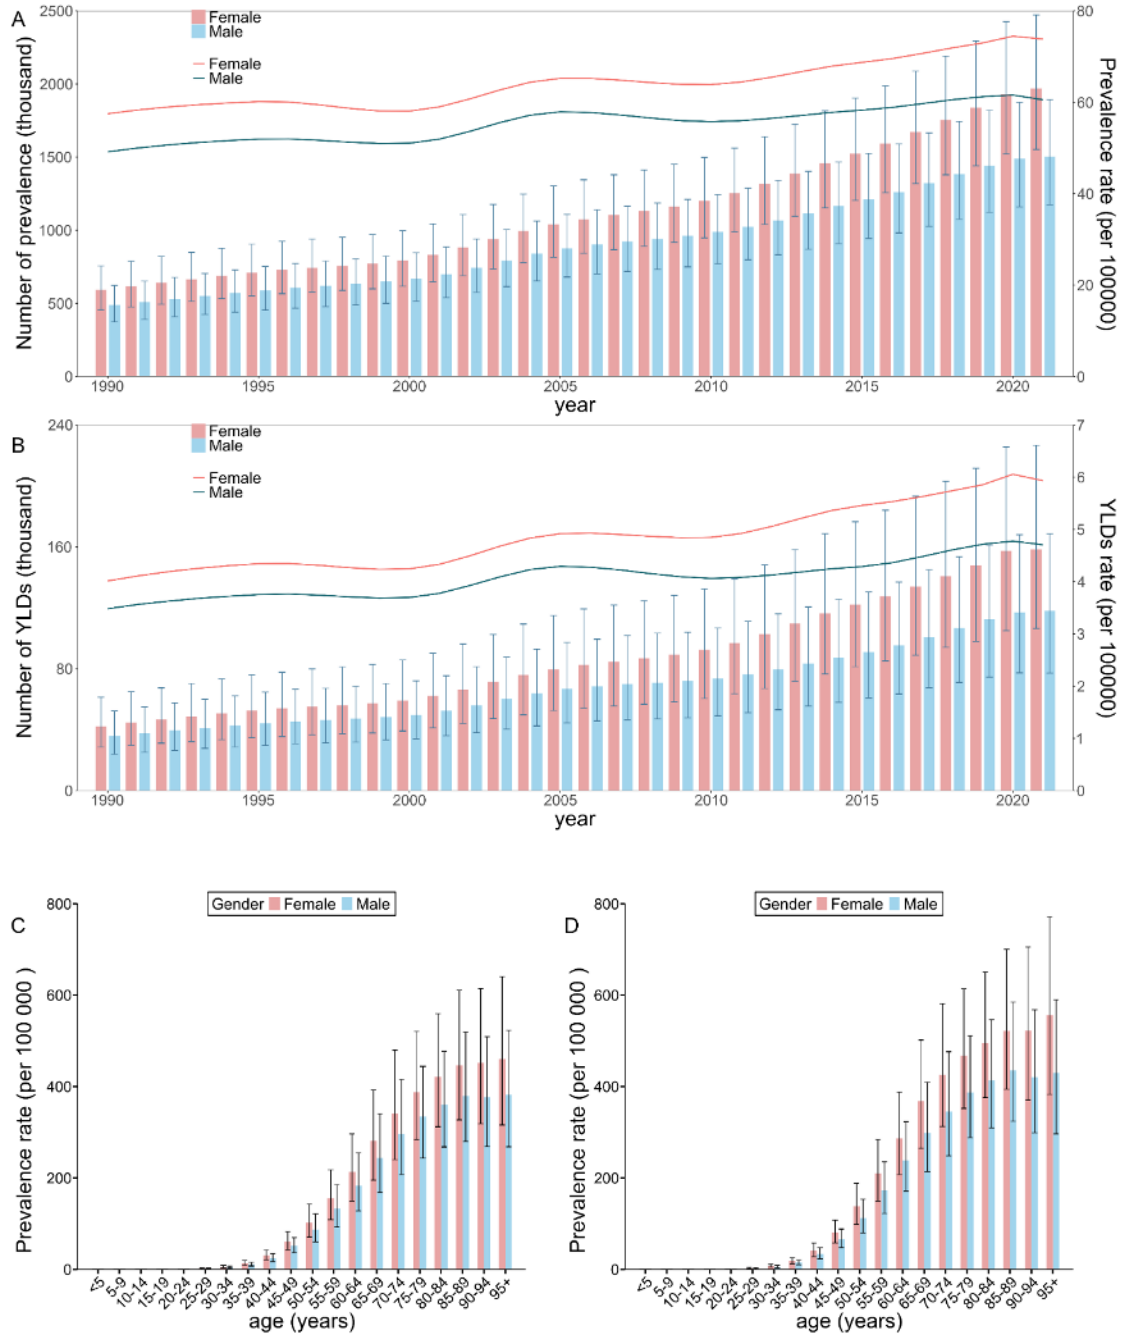 A
Female
Male
Female
Male
Number of prevalence (thousand)
2500
2000
1500
1000
500
0
80
60
40
20
0
Prevalence rate (per 100000)
1990 1995 2000 2005 2010 2015 2020
year
B
Female
Male
Female
Male
Number of YLDs (thousand)
240
160
80
0
7
6
5
4
3
2
1
0
YLDs rate (per 100000)
1990 1995 2000 2005 2010 2015 2020
year
C
Gender Female Male
Prevalence rate (per 100 000 )
800
600
400
200
0
<5 5-9 10-14 15-19 20-24 25-29 30-34 35-39 40-44 45-49 50-54 55-59 60-64 65-69 70-74 75-79 80-84 85-89 90-94 95+
age (years)
D
Gender Female Male
Prevalence rate (per 100 000 )
800
600
400
200
0
<5 5-9 10-14 15-19 20-24 25-29 30-34 35-39 40-44 45-49 50-54 55-59 60-64 65-69 70-74 75-79 80-84 85-89 90-94 95+
age (years)